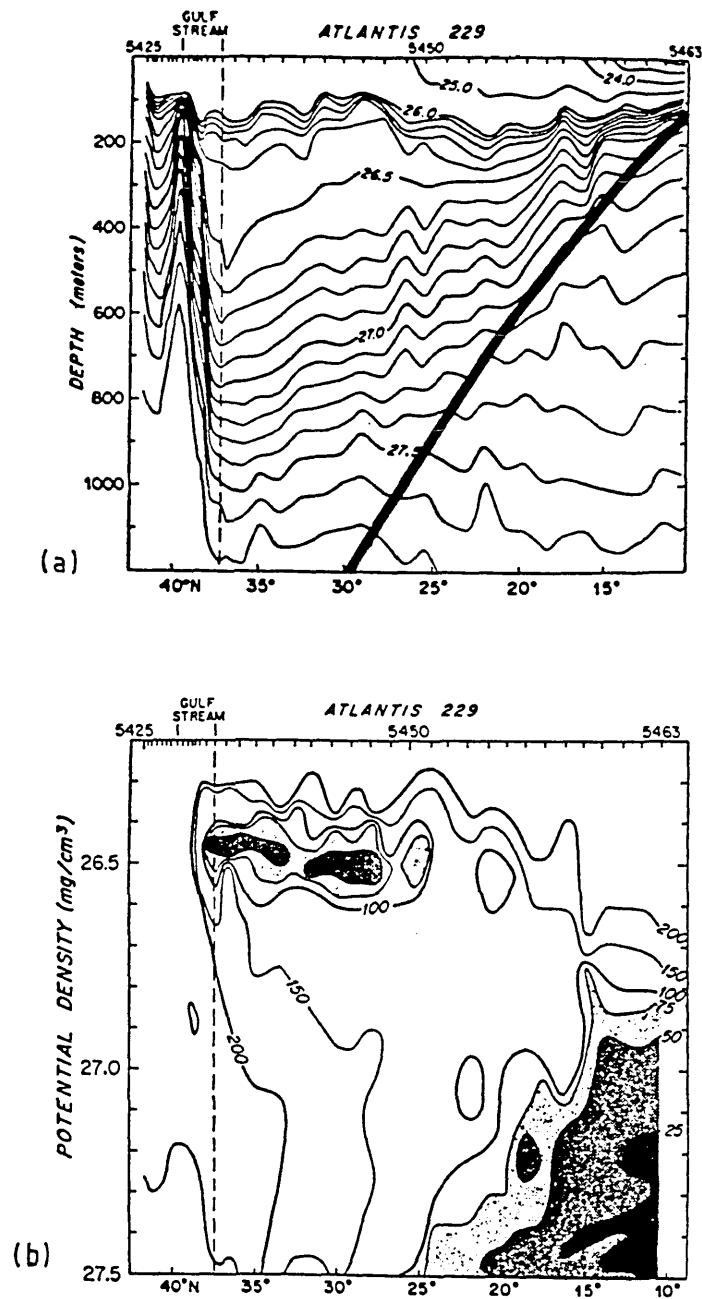 GULF
STREAM
ATLANTIS 229
5425
5450
5463
25.0
24.0
26.0
200
26.5
400
600
27.0
800
27.5
1000
DEPTH (meters)
(a)
40°N 35° 30° 25° 20° 15°
GULF
STREAM
ATLANTIS 229
5425
5450
5463
26.5
100
200
150
100
75
150
50
27.0
200
25
27.5
POTENTIAL DENSITY (mg/cm³)
(b)
40°N 35° 30° 25° 20° 15° 10°